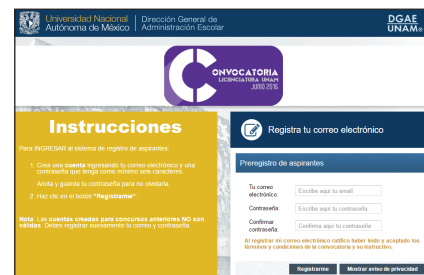 Universidad Nacional
Autónoma de México
Dirección General de
Administración Escolar
DGAE
UNAM
CONVOCATORIA
LICENCIATURA UNAM
JUNIO 2016
Instrucciones
Para INGRESAR al sistema de registro de aspirantes:
1. Crea una cuenta ingresando tu correo electrónico y una
contraseña que tenga como mínimo seis caracteres.
Anota y guarda tu contraseña para no olvidarla.
2. Haz clic en el botón "Registrarme".
Nota: Las cuentas creadas para concursos anteriores NO son
válidas. Debes registrar nuevamente tu correo y contraseña.
Registra tu correo electrónico
Preregistro de aspirantes
Tu correo
electrónico:
Escribe aquí tu email
Contraseña:
Escribe aquí tu contraseña
Confirmar
contraseña:
Confirma aquí tu contraseña
Al registrar mi correo electrónico ratifico haber leído y aceptado los
términos y condiciones de la convocatoria y su instructivo.
Registrarme
Mostrar aviso de privacidad